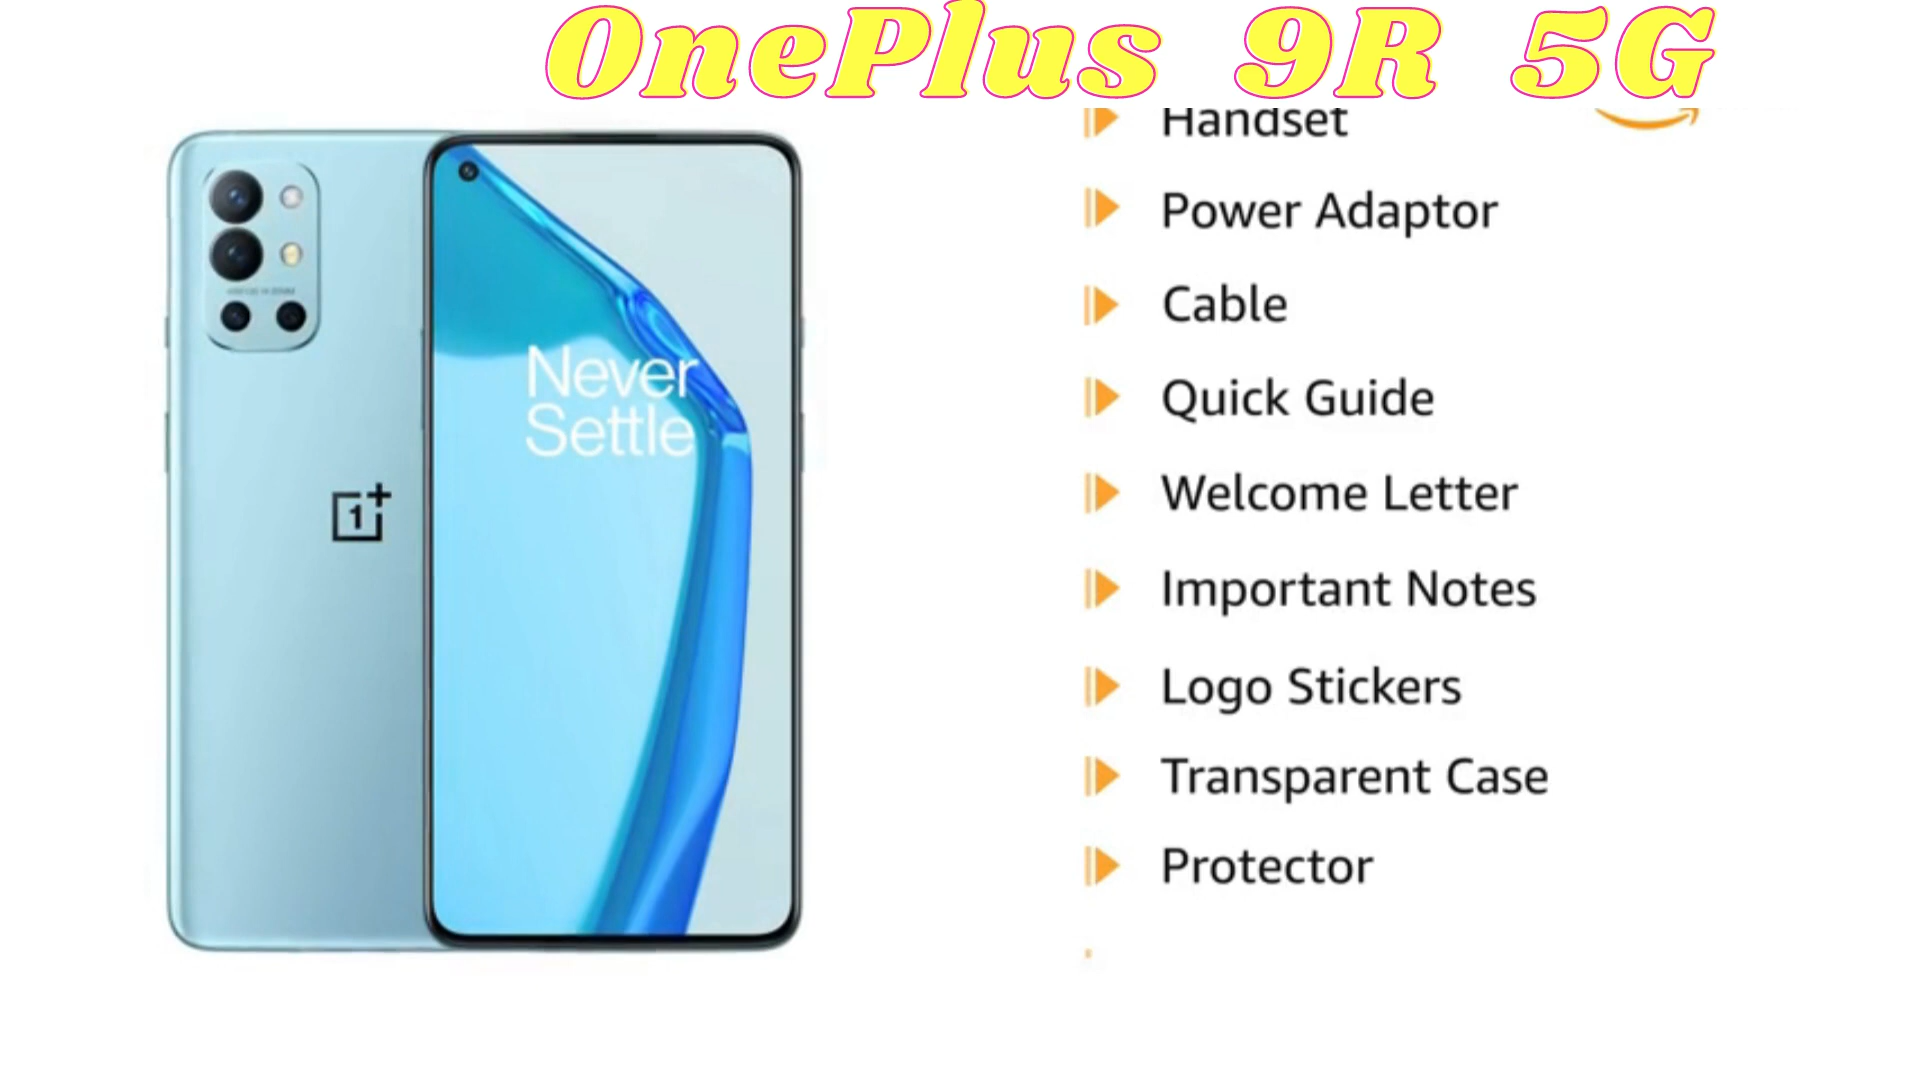 OnePlus 9R 5G
Handset
Power Adaptor
Cable
Quick Guide
Welcome Letter
Important Notes
Logo Stickers
Transparent Case
Protector
Never
Settle
1+